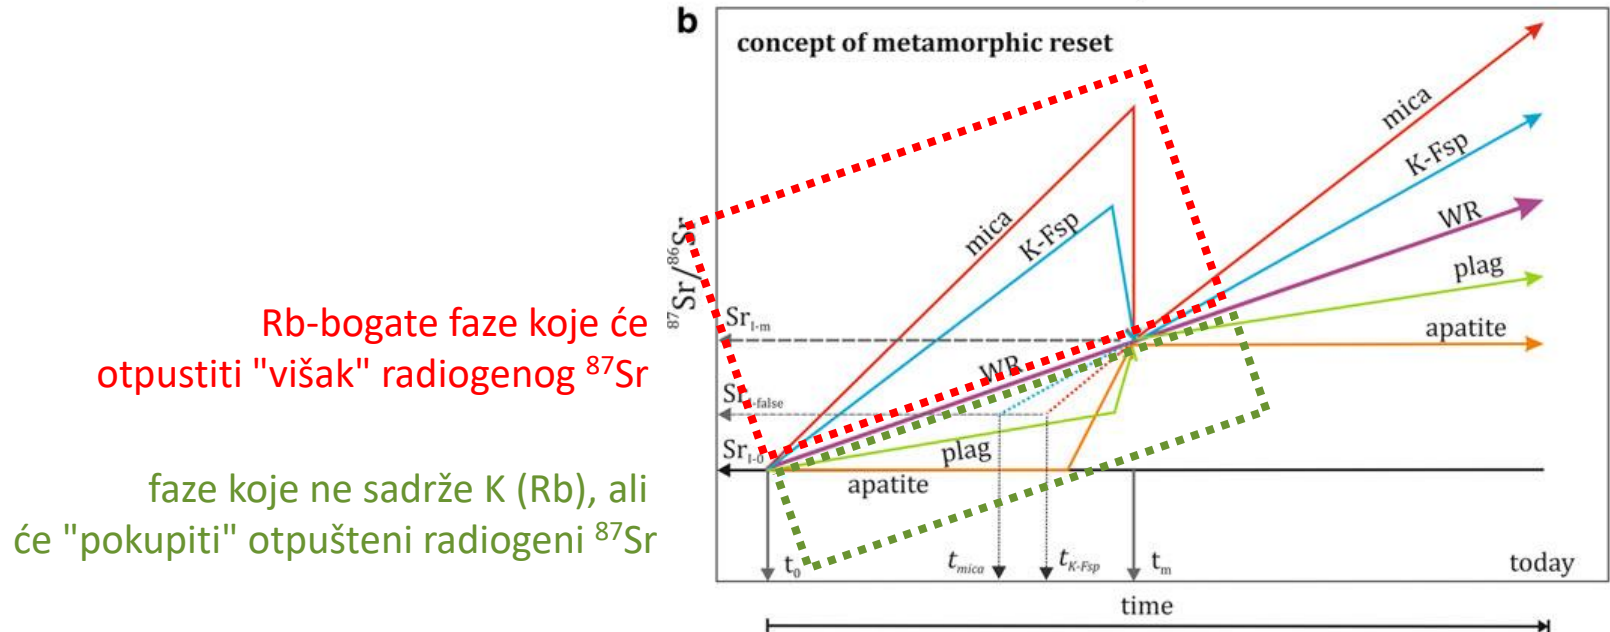 b
concept of metamorphic reset
mica
K-Fsp
mica
K-Fsp
WR
plag
apatite
⁸⁷Sr/⁸⁶Sr
Rb-bogate faze koje će
otpustiti "višak" radiogenog ⁸⁷Sr
Sr_I-m
WR
Sr_I-false
Sr_I-0
plag
apatite
faze koje ne sadrže K (Rb), ali
će "pokupiti" otpušteni radiogeni ⁸⁷Sr
t_0
t_mica
t_K-Fsp
t_m
today
time